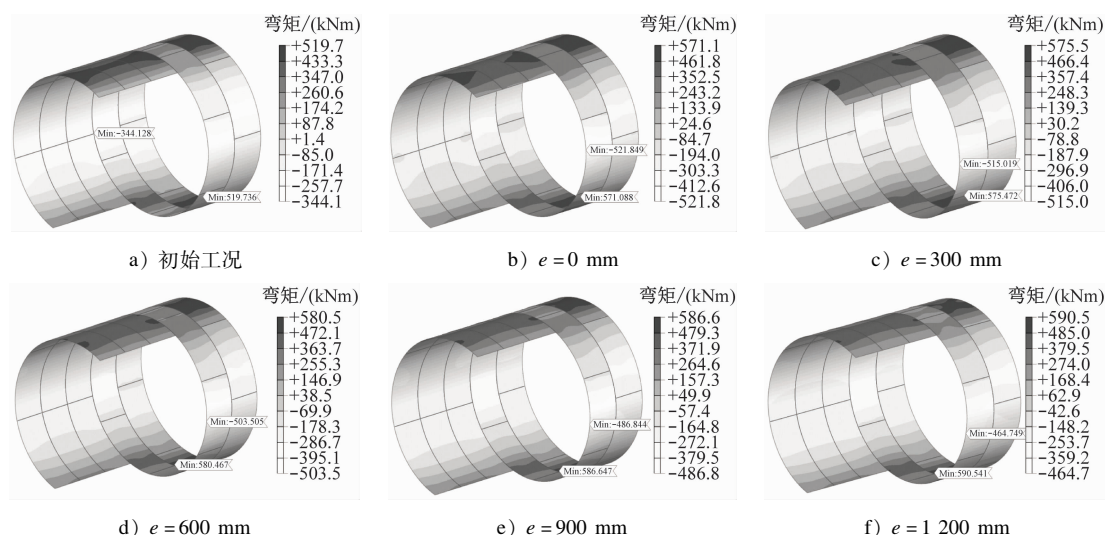 弯矩/(kNm)
+519.7
+433.3
+347.0
+260.6
+174.2
+87.8
+1.4
−85.0
−171.4
−257.7
−344.1
Min:−344.128
Min:519.736
a）初始工况
弯矩/(kNm)
+571.1
+461.8
+352.5
+243.2
+133.9
+24.6
−84.7
−194.0
−303.3
−412.6
−521.8
Min:−521.849
Min:571.088
b）e=0 mm
弯矩/(kNm)
+575.5
+466.4
+357.4
+248.3
+139.3
+30.2
−78.8
−187.9
−296.9
−406.0
−515.0
Min:−515.019
Min:575.472
c）e=300 mm
弯矩/(kNm)
+580.5
+472.1
+363.7
+255.3
+146.9
+38.5
−69.9
−178.3
−286.7
−395.1
−503.5
Min:−503.505
Min:580.467
d）e=600 mm
弯矩/(kNm)
+586.6
+479.3
+371.9
+264.6
+157.3
+49.9
−57.4
−164.8
−272.1
−379.5
−486.8
Min:−486.844
Min:586.647
e）e=900 mm
弯矩/(kNm)
+590.5
+485.0
+379.5
+274.0
+168.4
+62.9
−42.6
−148.2
−253.7
−359.2
−464.7
Min:−464.749
Min:590.541
f）e=1 200 mm